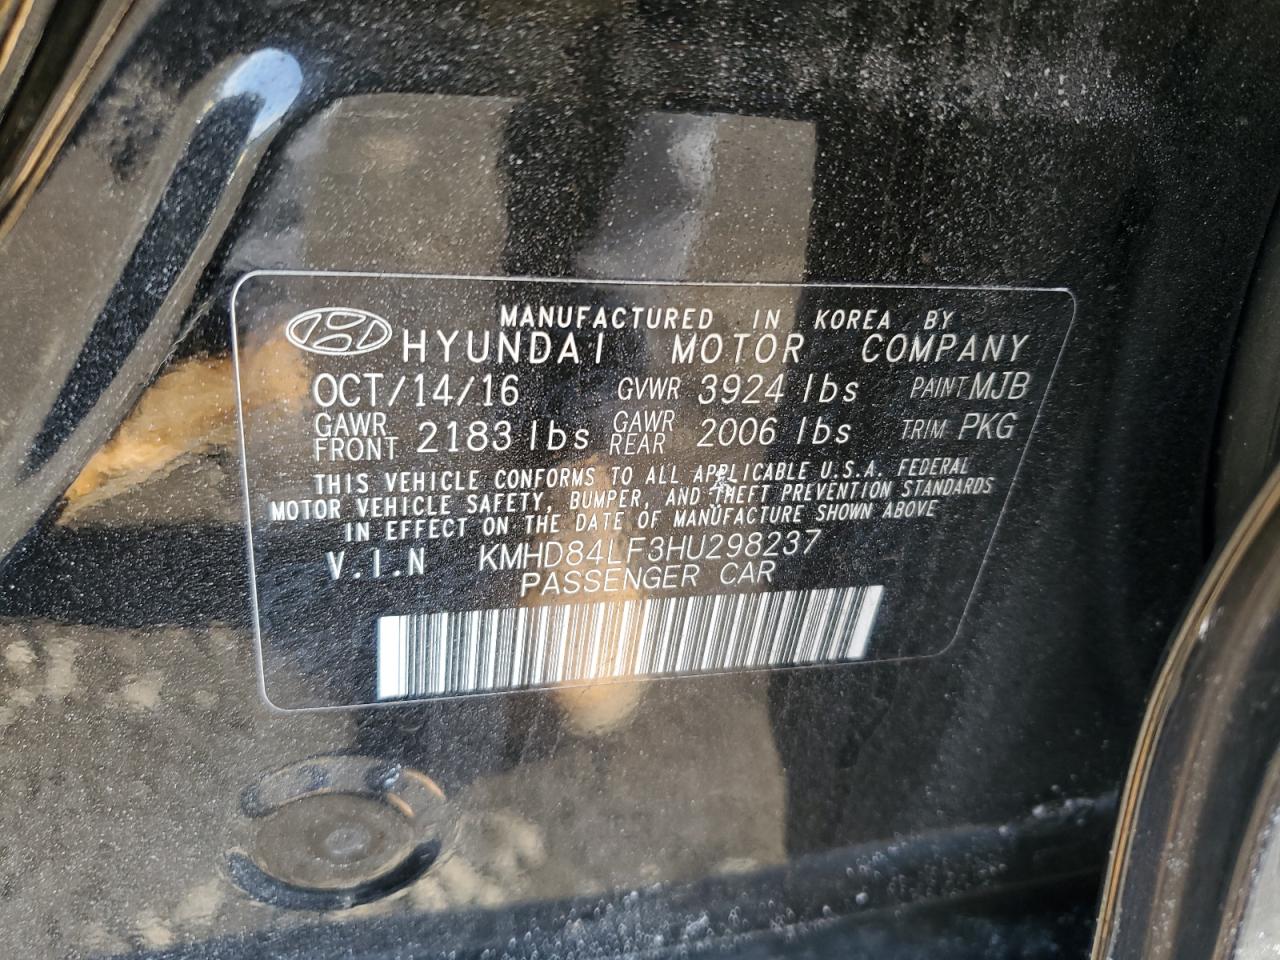 MANUFACTURED IN KOREA BY
HYUNDAI MOTOR COMPANY
OCT/14/16 GVWR 3924 lbs PAINT MJB
GAWR FRONT 2183 lbs GAWR REAR 2006 lbs TRIM PKG
THIS VEHICLE CONFORMS TO ALL APPLICABLE U.S.A. FEDERAL
MOTOR VEHICLE SAFETY, BUMPER, AND THEFT PREVENTION STANDARDS
IN EFFECT ON THE DATE OF MANUFACTURE SHOWN ABOVE
V.I.N KMHD84LF3HU298237
PASSENGER CAR